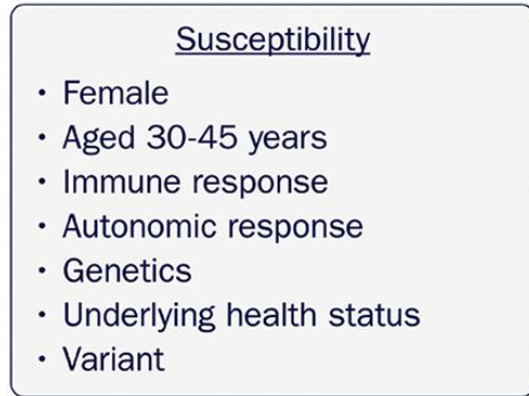 Susceptibility
• Female
• Aged 30-45 years
• Immune response
• Autonomic response
• Genetics
• Underlying health status
• Variant